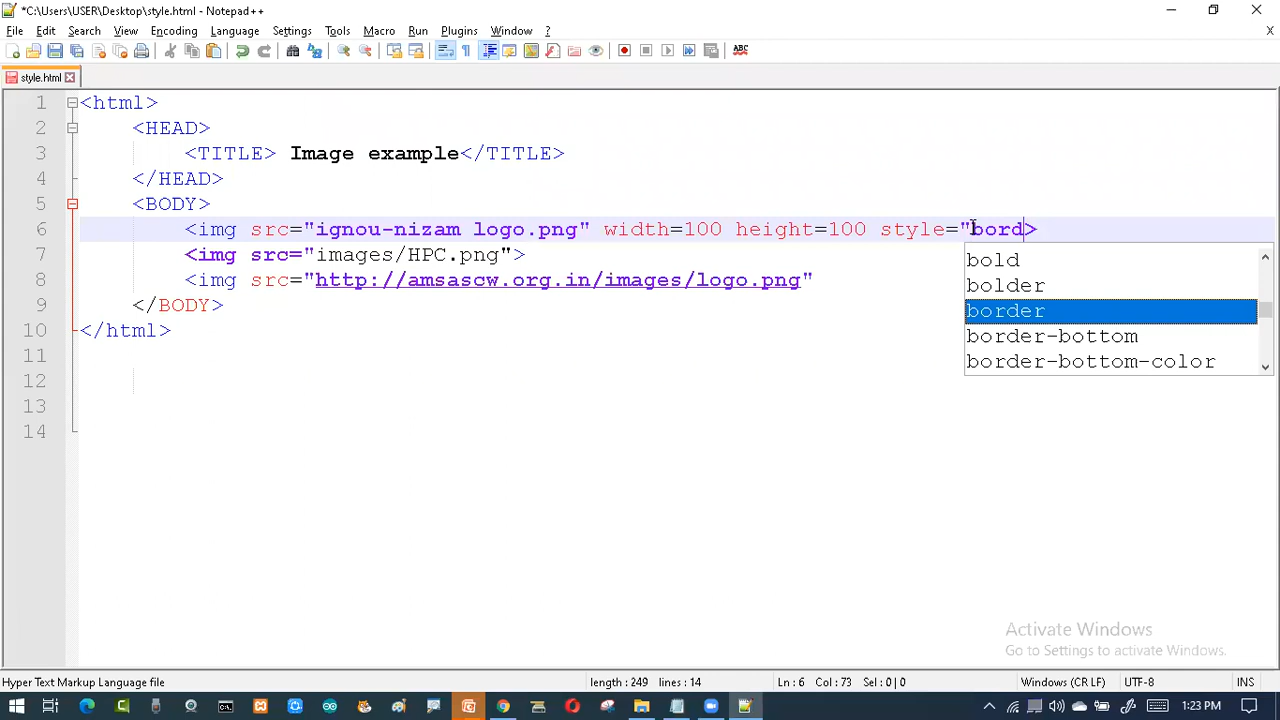 *C:\Users\USER\Desktop\style.html - Notepad++
File Edit Search View Encoding Language Settings Tools Macro Run Plugins Window ? X
ABC
style.html
1 <html>
2 <HEAD>
3 <TITLE> Image example</TITLE>
4 </HEAD>
5 <BODY>
6 <img src="ignou-nizam logo.png" width=100 height=100 style="bord>
7 <img src="images/HPC.png">
8 <img src="http://amsascw.org.in/images/logo.png"
9 </BODY>
10 </html>
11
12
13
14
bold
bolder
border
border-bottom
border-bottom-color
Activate Windows
Go to Settings to activate Windows.
Hyper Text Markup Language file length : 249 lines : 14 Ln : 6 Col : 73 Sel : 0 | 0 Windows (CR LF) UTF-8 INS
1:23 PM